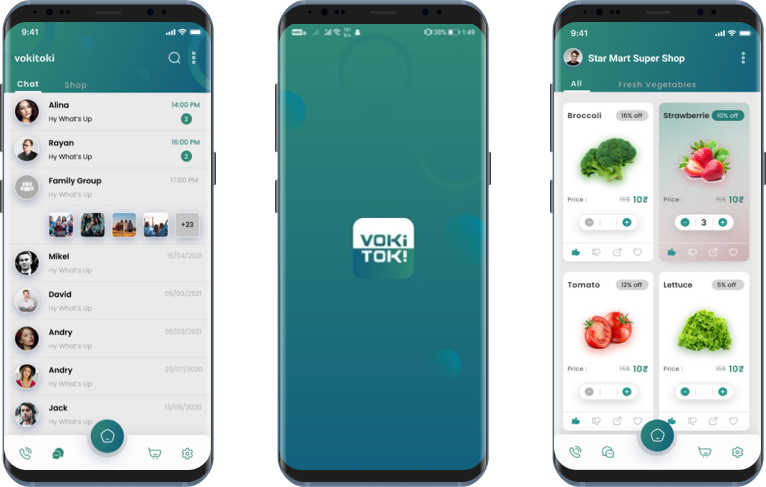 9:41
vokitoki
Chat Shop
Alina 14:00 PM
Hy What's Up 2
Rayan 16:00 PM
Hy What's Up 2
Family Group 17:00 PM
Hy What's Up
+23
Mikel 15/04/2021
Hy What's Up
David 05/03/2021
Hy What's Up
Andry 05/03/2021
Hy What's Up
Andry 23/07/2020
Hy What's Up
Jack 13/08/2020
Hy What's Up
38% 1:49
VOKi
TOK!
9:41
Star Mart Super Shop
All Fresh Vegetables
Broccoli 16% off
Strawberrie 10% off
Price : 15$ 10₹
Price : 15$ 10₹
3
Tomato 12% off
Lettuce 5% off
Price : 15$ 10₹
Price : 15$ 10₹